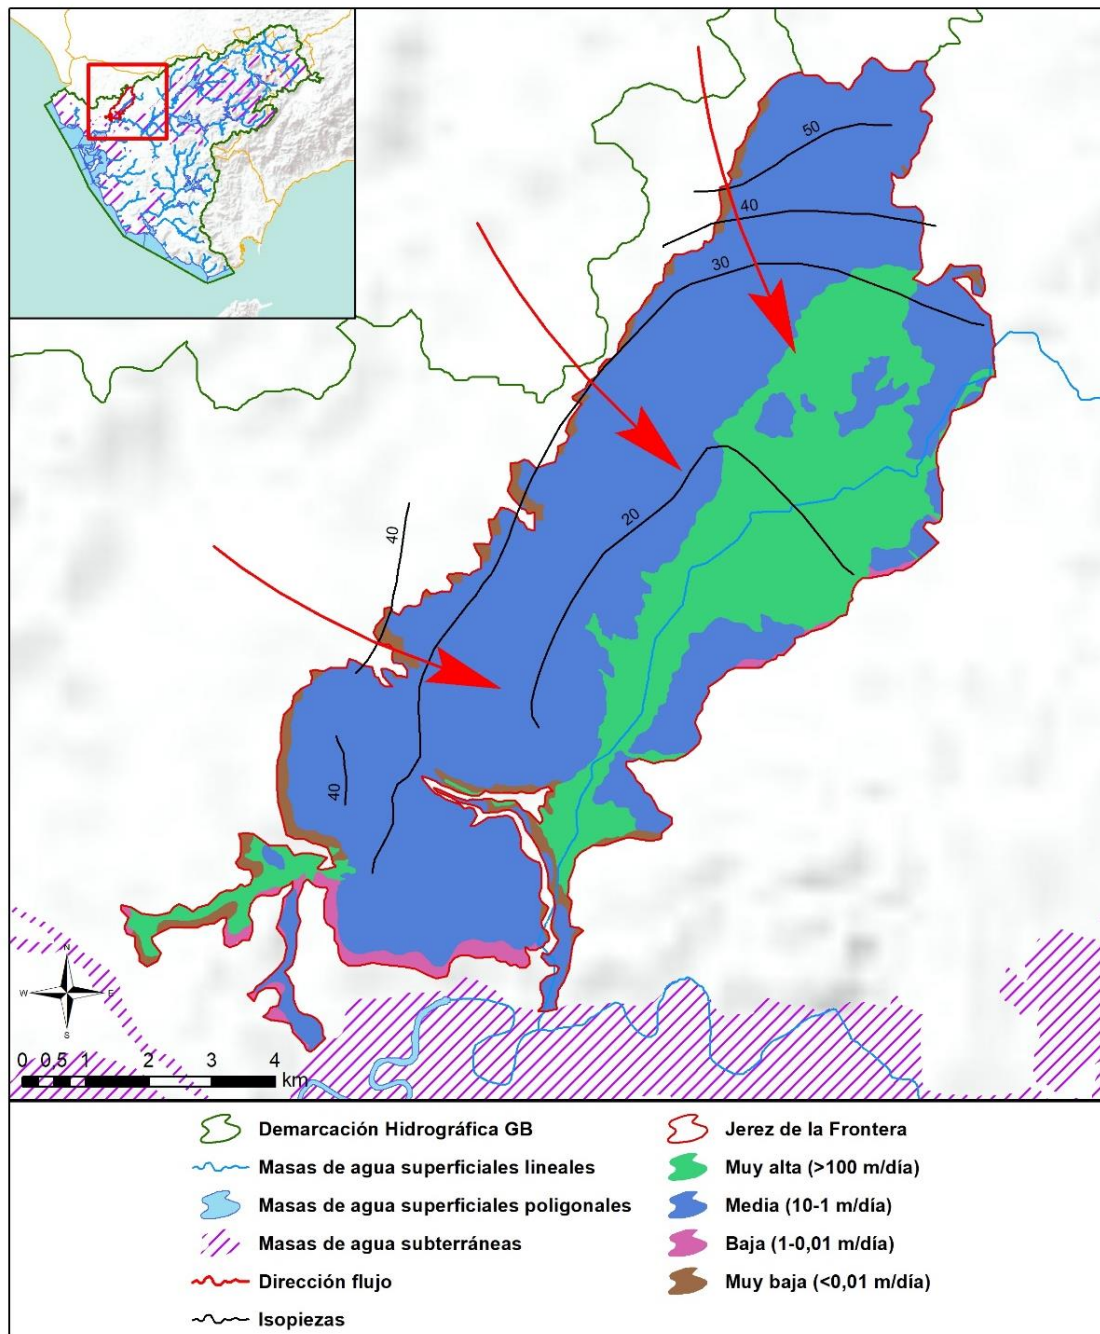 50
40
30
20
40
40
N
W E
S
0 0,5 1 2 3 4
km
Demarcación Hidrográfica GB
Masas de agua superficiales lineales
Masas de agua superficiales poligonales
Masas de agua subterráneas
Dirección flujo
Isopiezas
Jerez de la Frontera
Muy alta (>100 m/día)
Media (10-1 m/día)
Baja (1-0,01 m/día)
Muy baja (<0,01 m/día)